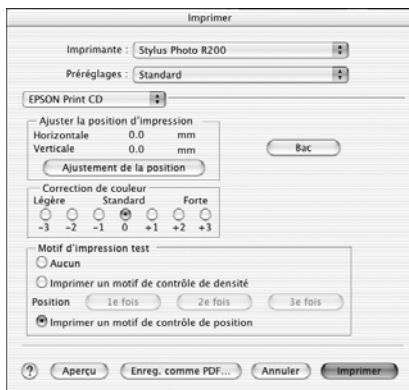 Imprimer
Imprimante : Stylus Photo R200
Préréglages : Standard
EPSON Print CD
Ajuster la position d'impression
Horizontale 0.0 mm
Verticale 0.0 mm
Bac
Ajustement de la position
Correction de couleur
Légère Standard Forte
-3 -2 -1 0 +1 +2 +3
Motif d'impression test
Aucun
Imprimer un motif de contrôle de densité
Position 1e fois 2e fois 3e fois
Imprimer un motif de contrôle de position
? Aperçu Enreg. comme PDF... Annuler Imprimer